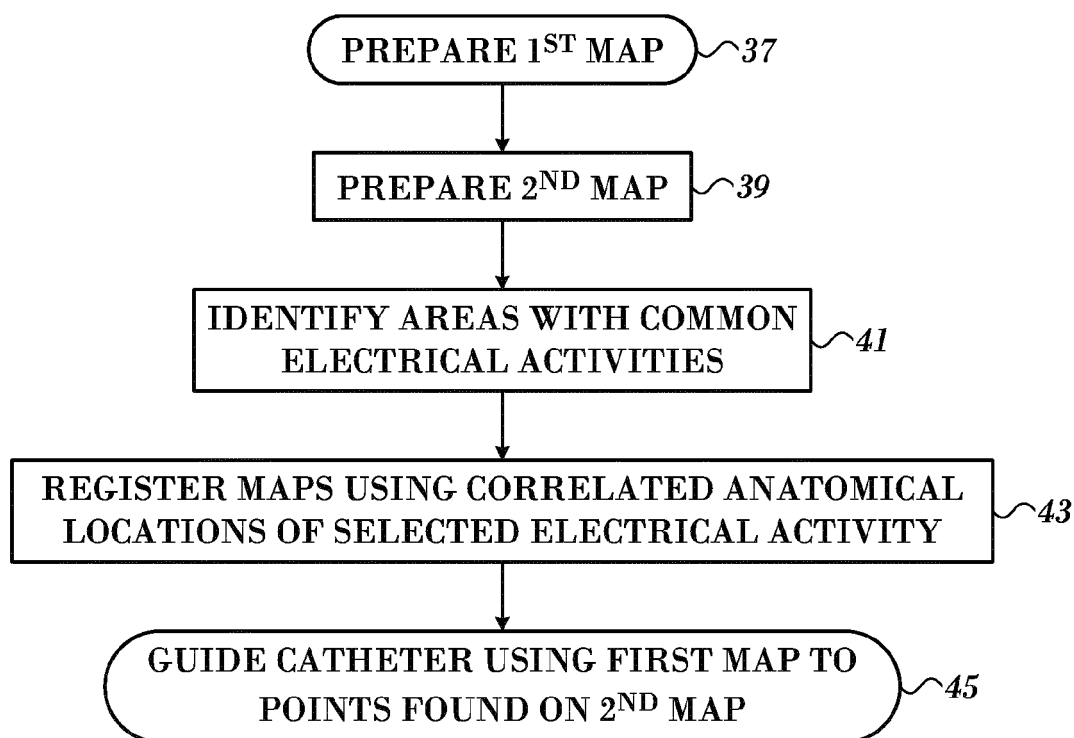 PREPARE 1ST MAP 37
PREPARE 2ND MAP 39
IDENTIFY AREAS WITH COMMON
ELECTRICAL ACTIVITIES
41
REGISTER MAPS USING CORRELATED ANATOMICAL
LOCATIONS OF SELECTED ELECTRICAL ACTIVITY
43
GUIDE CATHETER USING FIRST MAP TO
POINTS FOUND ON 2ND MAP
45